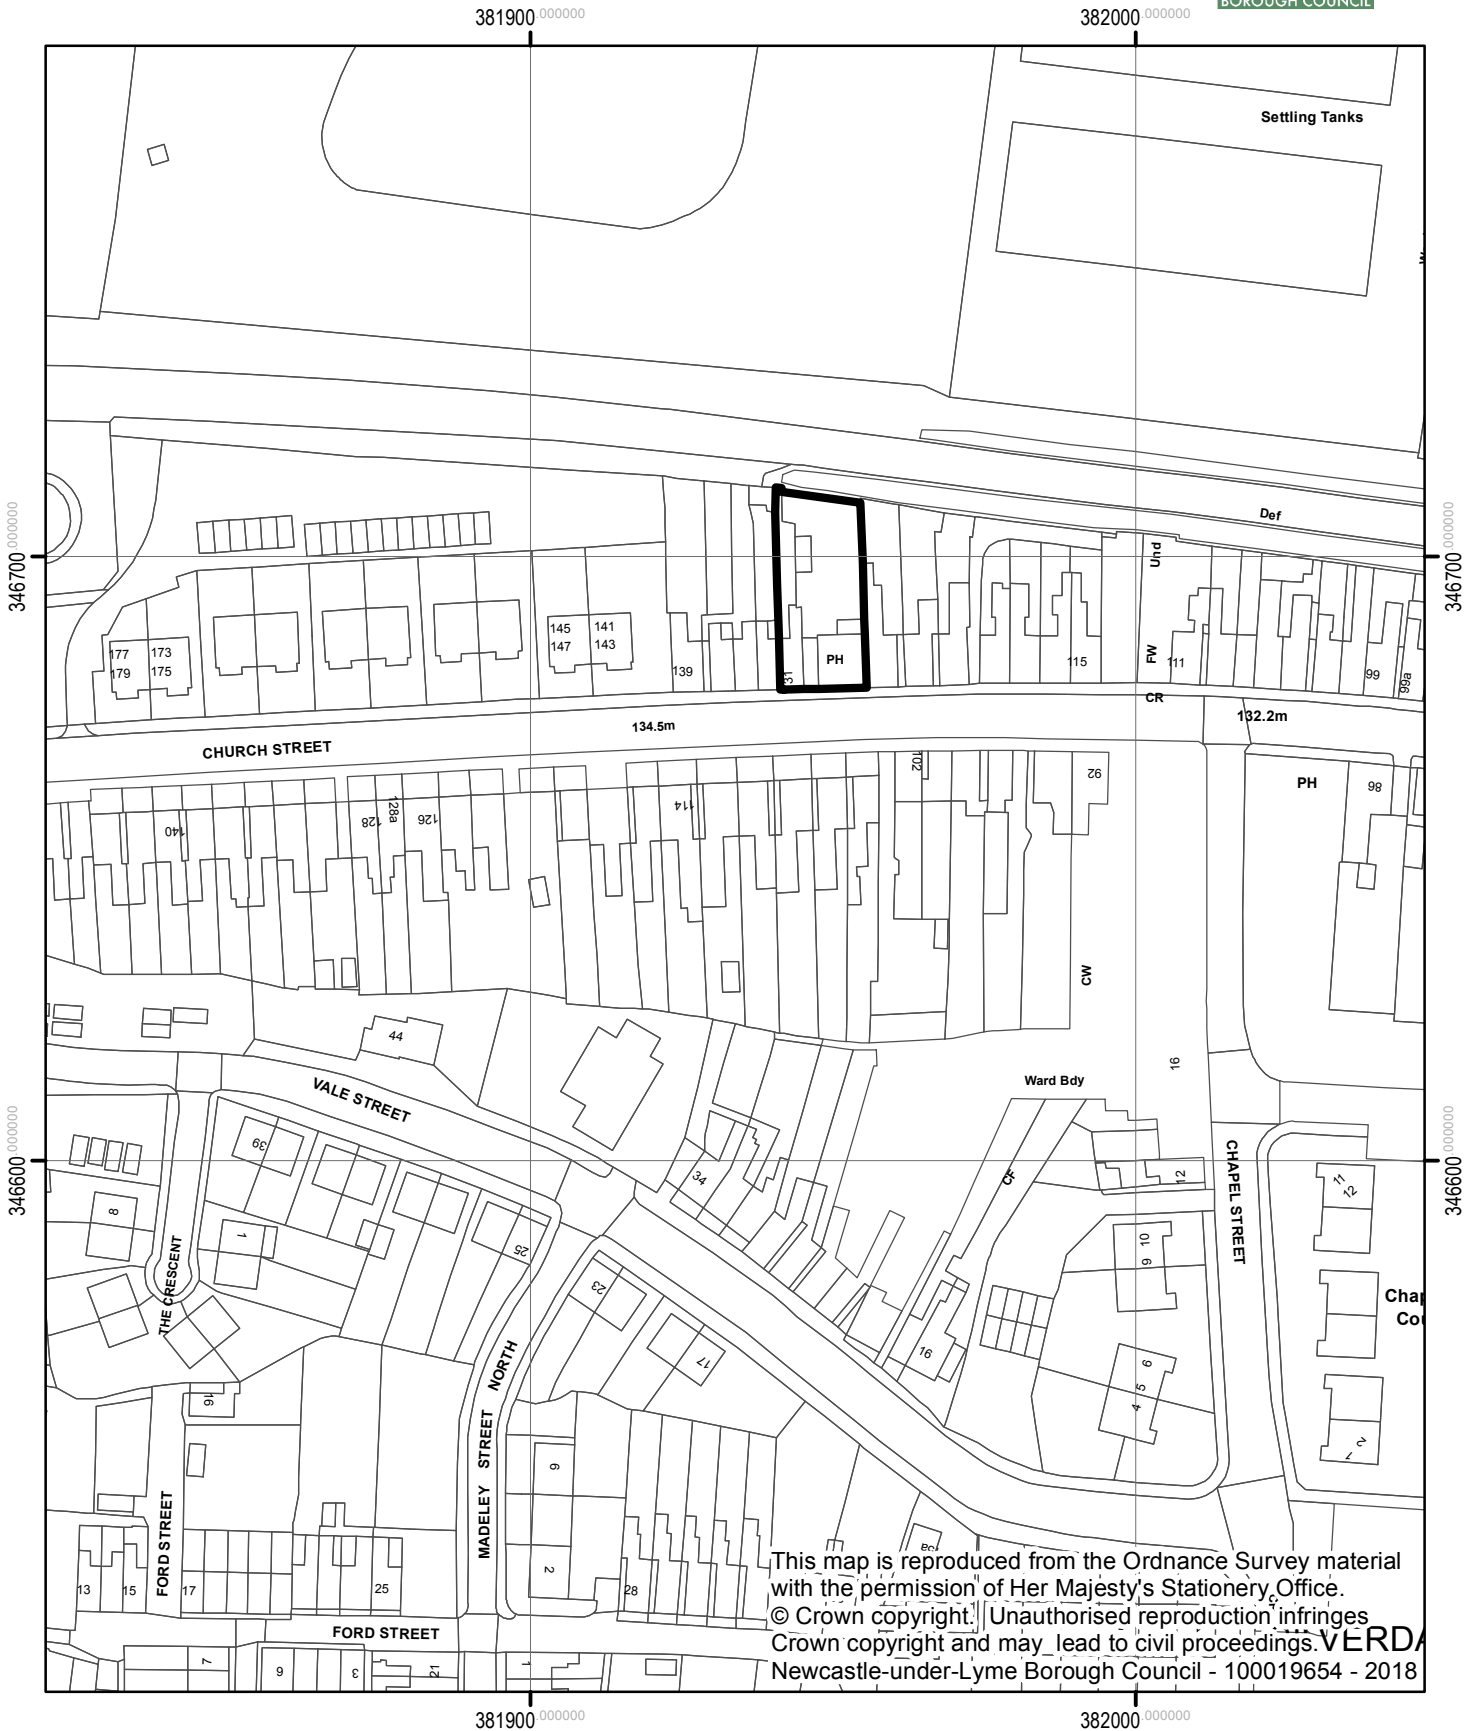 BOROUGH COUNCIL
381900.000000
382000.000000
Settling Tanks
Def
346700.000000
346700.000000
Und
145
141
147
143
177
173
179
175
139
31
PH
115
FW
111
99
99a
CR
134.5m
132.2m
CHURCH STREET
102
92
PH
86
140
128
128a
126
114
CW
44
16
Ward Bdy
VALE STREET
346600.000000
346600.000000
39
34
CF
12
CHAPEL STREET
11
12
8
1
25
10
9
THE CRESCENT
23
Chap
Cou
17
16
6
5
4
NORTH
16
2
7
MADELEY STREET
6
FORD STREET
13
15
17
25
2
28
This map is reproduced from the Ordnance Survey material
with the permission of Her Majesty's Stationery Office.
© Crown copyright. Unauthorised reproduction infringes
Crown copyright and may lead to civil proceedings.
Newcastle-under-Lyme Borough Council - 100019654 - 2018
VERDA
FORD STREET
7
9
3
21
1
381900.000000
382000.000000